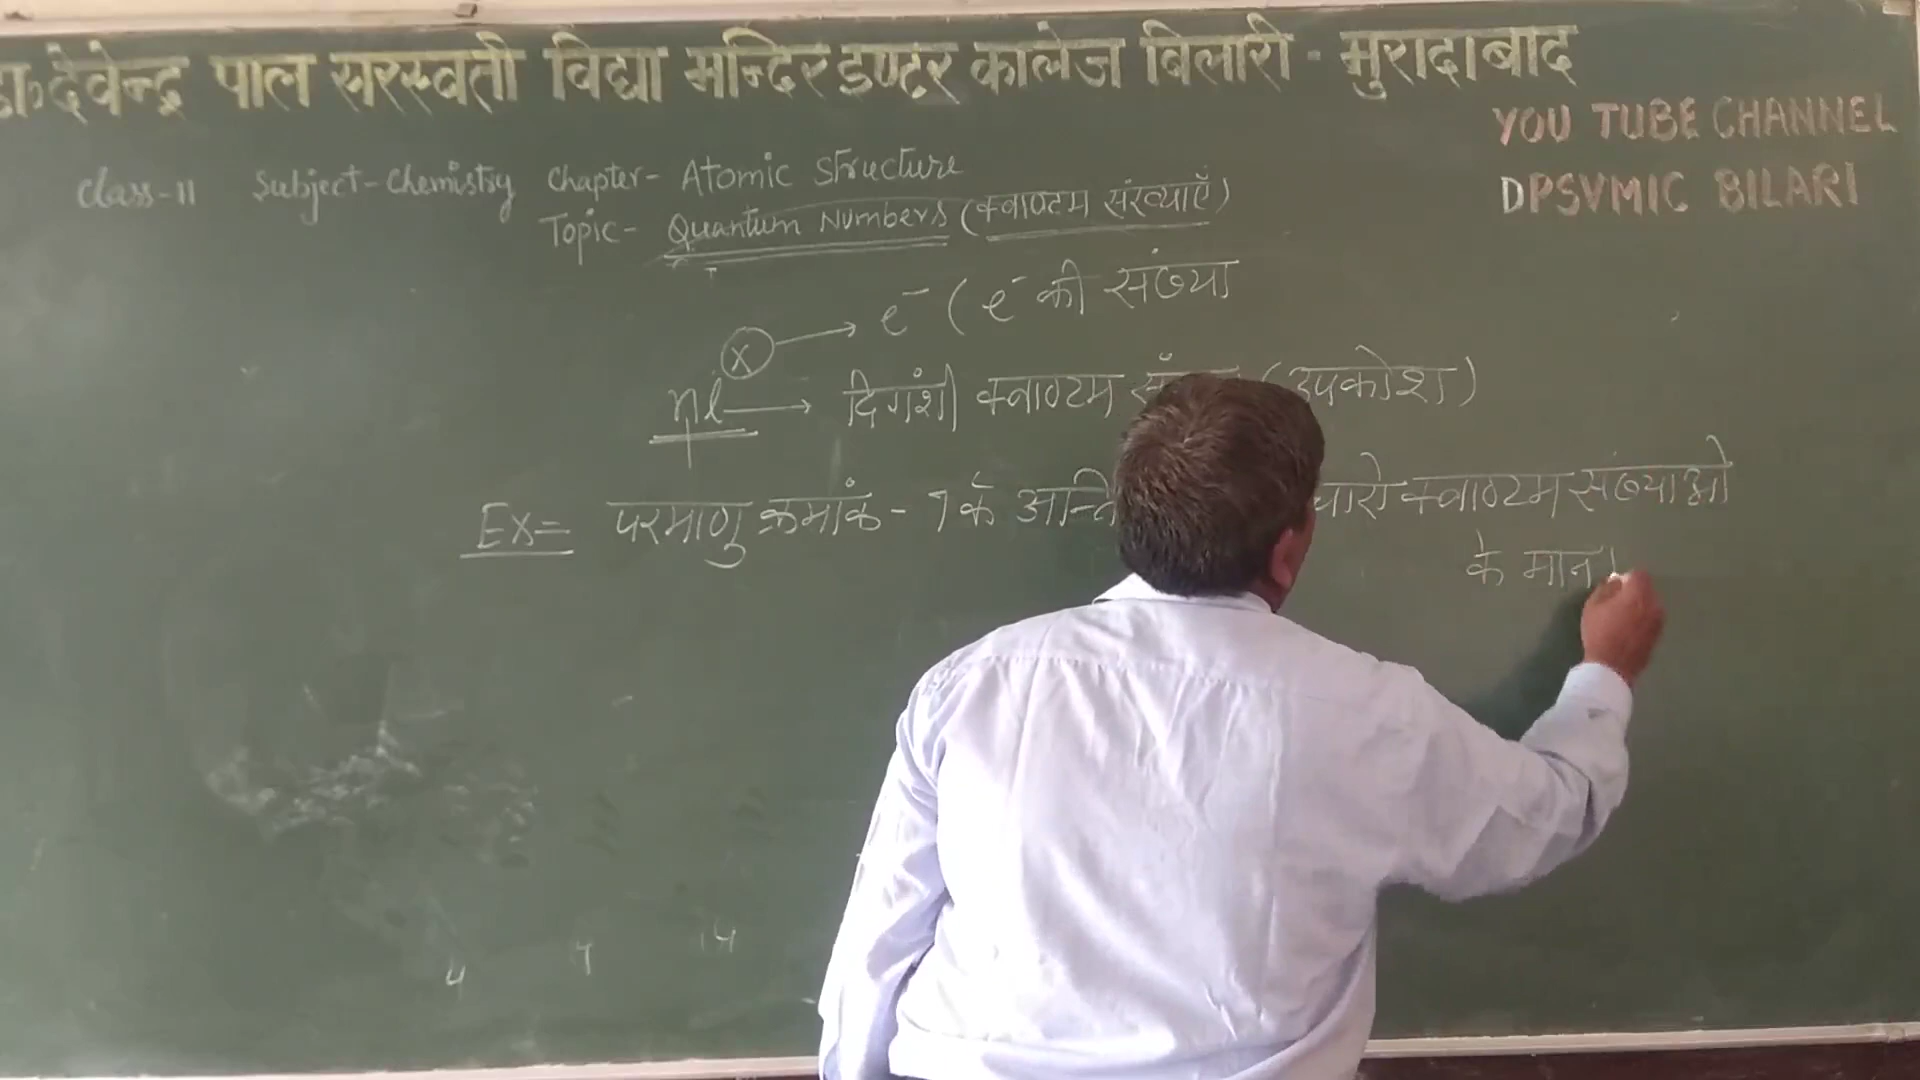 डा० देवेन्द्र पाल सरस्वती विद्या मन्दिर इण्टर कालेज बिलारी - मुरादाबाद
YOU TUBE CHANNEL
DPSVMIC BILARI
Class-11 Subject-Chemistry Chapter- Atomic Structure
Topic- Quantum Numbers (क्वाण्टम संख्याएँ)
x → e⁻ (e⁻ की संख्या
nl → दिगंशी क्वाण्टम (उपकोश)
Ex= परमाणु क्रमांक - 7 के अन्ति चारो क्वाण्टम संख्याओ
के मान